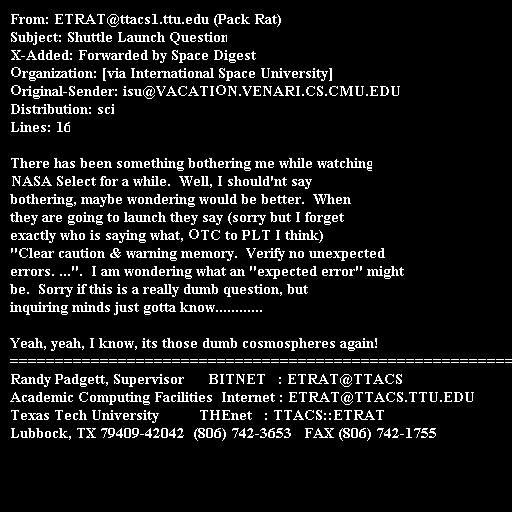 From: ETRAT@ttacs1.ttu.edu (Pack Rat)
Subject: Shuttle Launch Question
X-Added: Forwarded by Space Digest
Organization: [via International Space University]
Original-Sender: isu@VACATION.VENARI.CS.CMU.EDU
Distribution: sci
Lines: 16

There has been something bothering me while watching
NASA Select for a while.  Well, I should'nt say
bothering, maybe wondering would be better.  When
they are going to launch they say (sorry but I forget
exactly who is saying what, OTC to PLT I think)
"Clear caution & warning memory.  Verify no unexpected
errors. ...".  I am wondering what an "expected error" might
be.  Sorry if this is a really dumb question, but
inquiring minds just gotta know............

Yeah, yeah, I know, its those dumb cosmospheres again!
===========================================================
Randy Padgett, Supervisor      BITNET   : ETRAT@TTACS
Academic Computing Facilities  Internet : ETRAT@TTACS.TTU.EDU
Texas Tech University          THEnet   : TTACS::ETRAT
Lubbock, TX 79409-42042  (806) 742-3653   FAX (806) 742-1755